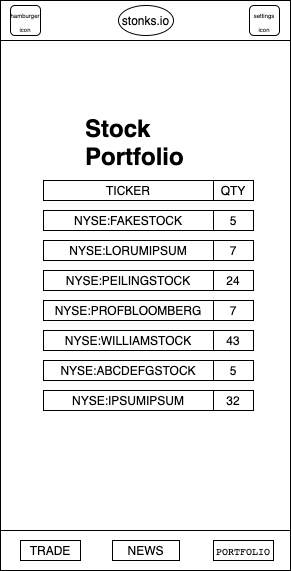 hamburger
icon
stonks.io
settings
icon
Stock
Portfolio
TICKER QTY
NYSE:FAKESTOCK 5
NYSE:LORUMIPSUM 7
NYSE:PEILINGSTOCK 24
NYSE:PROFBLOOMBERG 7
NYSE:WILLIAMSTOCK 43
NYSE:ABCDEFGSTOCK 5
NYSE:IPSUMIPSUM 32
TRADE NEWS PORTFOLIO